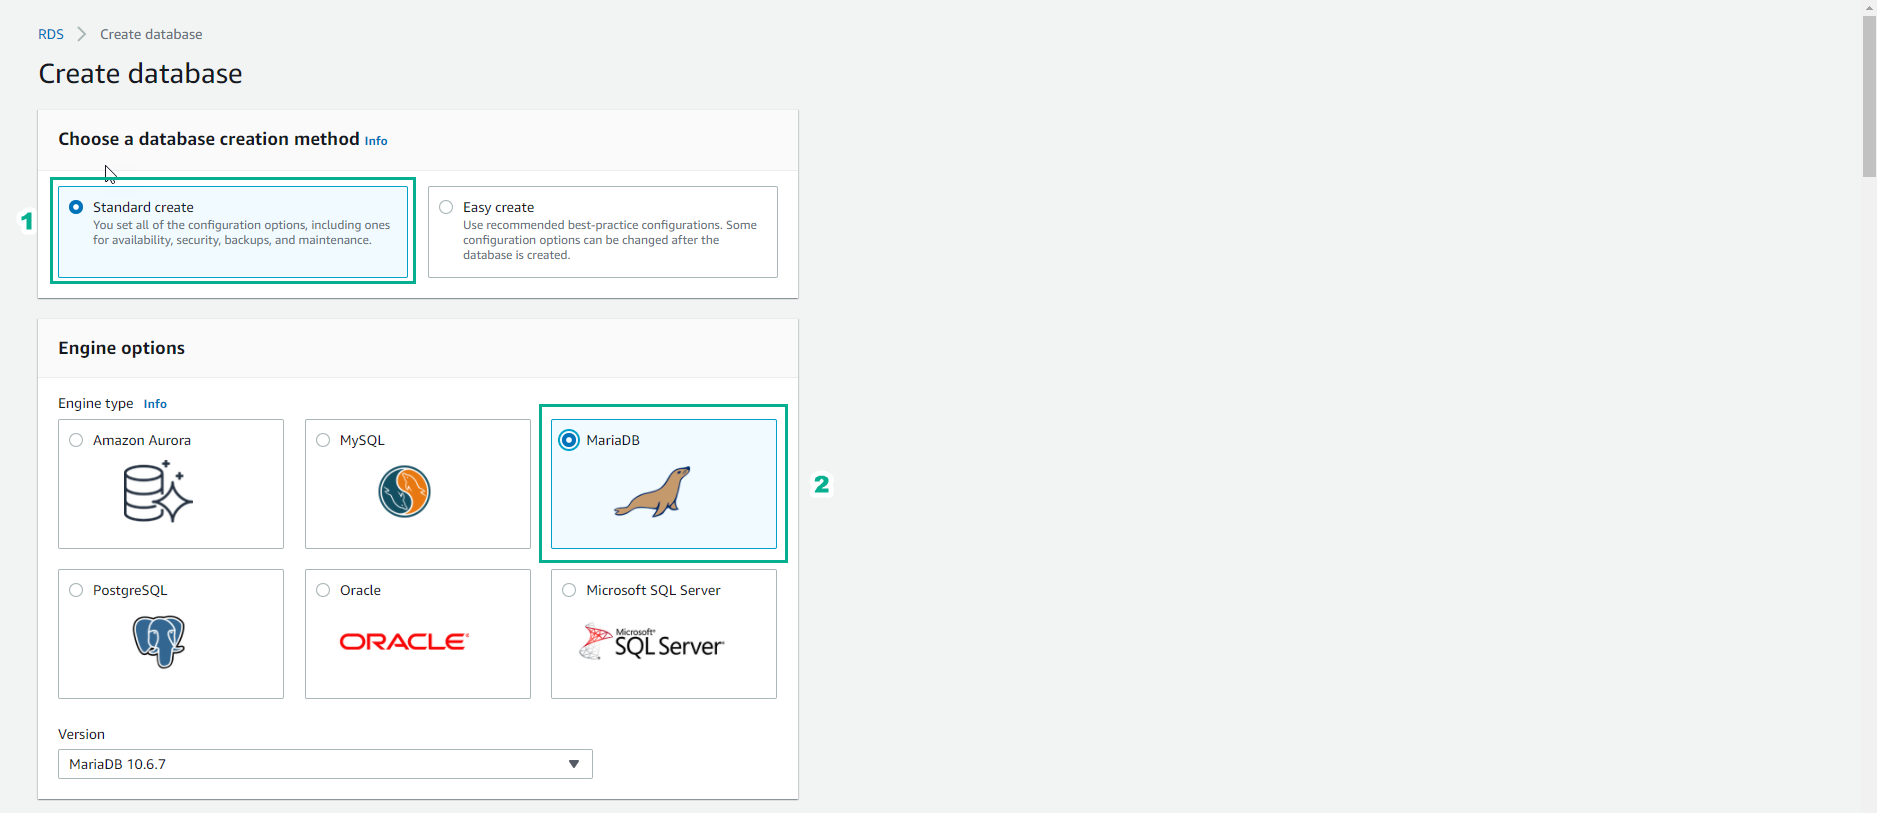 RDS > Create database
Create database
Choose a database creation method Info
1
Standard create
You set all of the configuration options, including ones
for availability, security, backups, and maintenance.
Easy create
Use recommended best-practice configurations. Some
configuration options can be changed after the
database is created.
Engine options
Engine type Info
Amazon Aurora
MySQL
MariaDB
2
PostgreSQL
Oracle
ORACLE®
Microsoft SQL Server
Microsoft®
SQL Server
Version
MariaDB 10.6.7